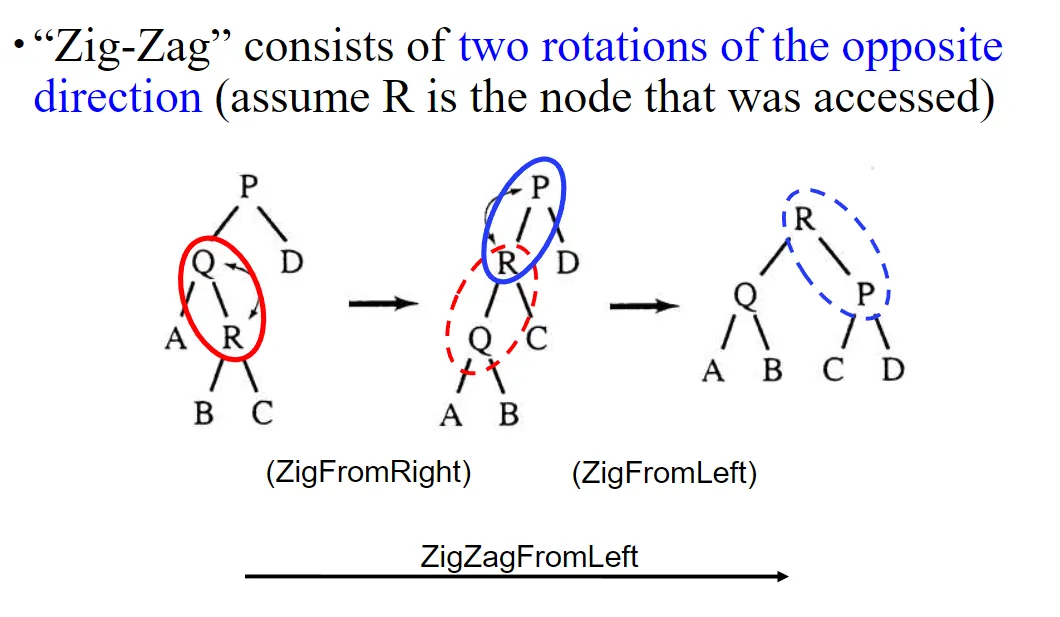 • “Zig-Zag” consists of two rotations of the opposite
direction (assume R is the node that was accessed)
P
Q D
A R
B C
P
R D
Q C
A B
R
Q P
A B C D
(ZigFromRight) (ZigFromLeft)
ZigZagFromLeft